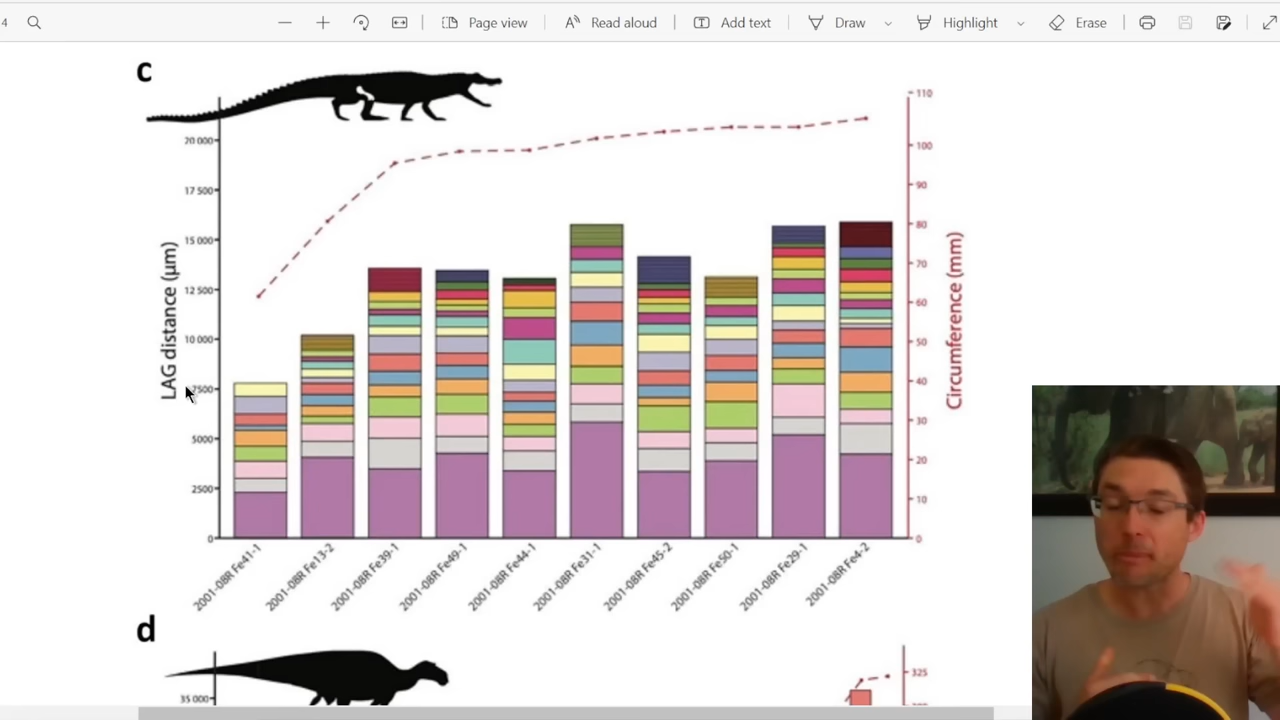 4
Page view
Read aloud
Add text
Draw
Highlight
Erase
c
LAG distance (µm)
20 000
17 500
15 000
12 500
10 000
7500
5000
2500
0
110
100
90
80
70
60
50
40
30
20
10
0
Circumference (mm)
2001-08R Fe41-1
2001-08R Fe13-2
2001-08R Fe39-1
2001-08R Fe49-1
2001-08R Fe44-1
2001-08R Fe31-1
2001-08R Fe45-2
2001-08R Fe50-1
2001-08R Fe29-1
2001-08R Fe4-2
d
35 000
325